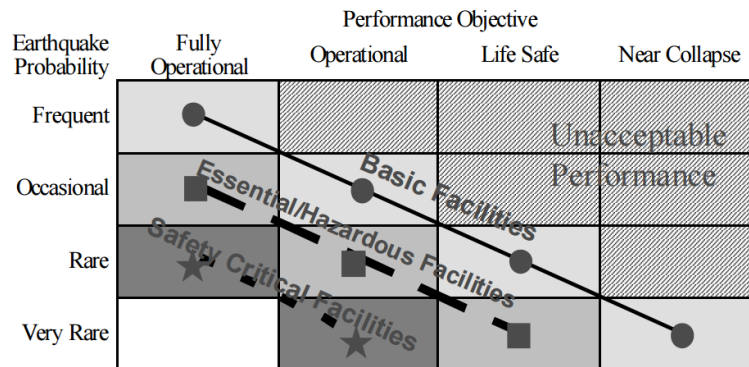 Performance Objective
Earthquake
Probability
Fully
Operational
Operational
Life Safe
Near Collapse
Frequent
Unacceptable
Performance
Basic Facilities
Occasional
Essential/Hazardous Facilities
Rare
Safety Critical Facilities
Very Rare